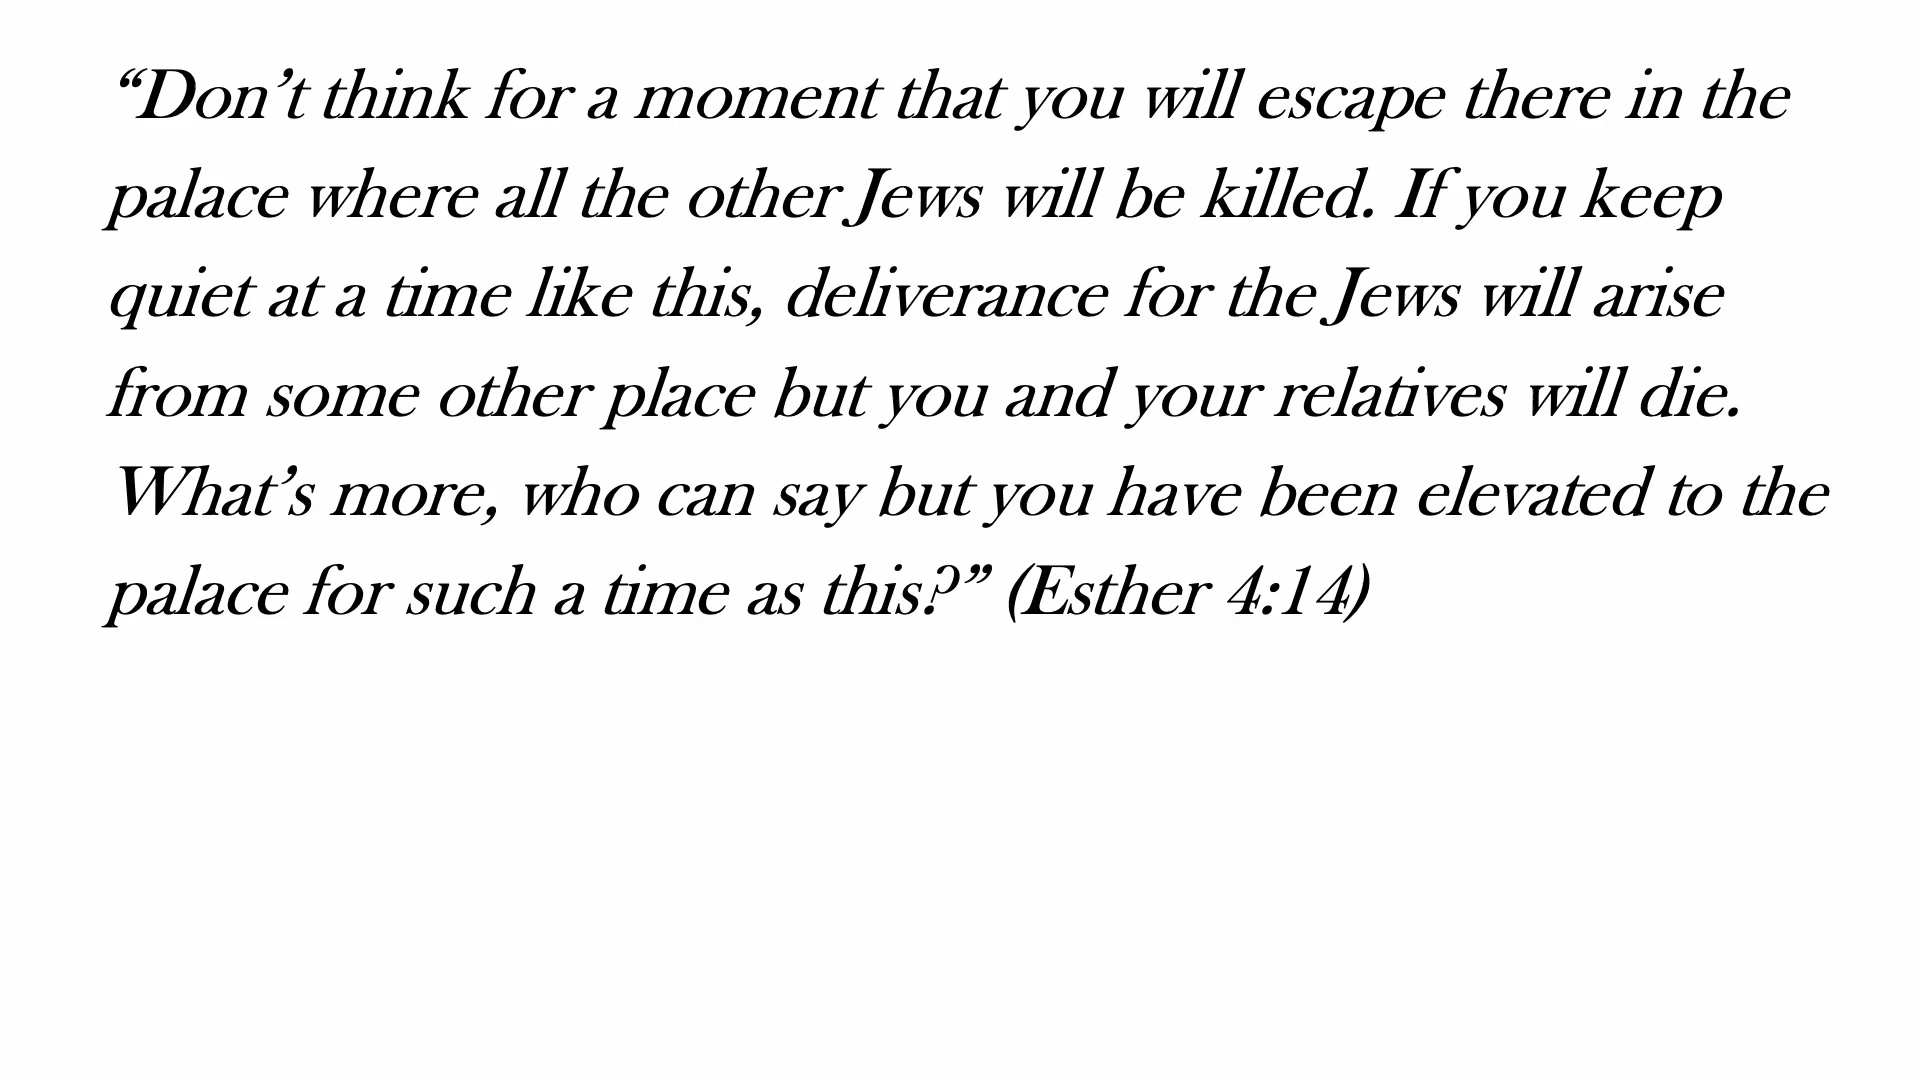 “Don’t think for a moment that you will escape there in the
palace where all the other Jews will be killed. If you keep
quiet at a time like this, deliverance for the Jews will arise
from some other place but you and your relatives will die.
What’s more, who can say but you have been elevated to the
palace for such a time as this?” (Esther 4:14)